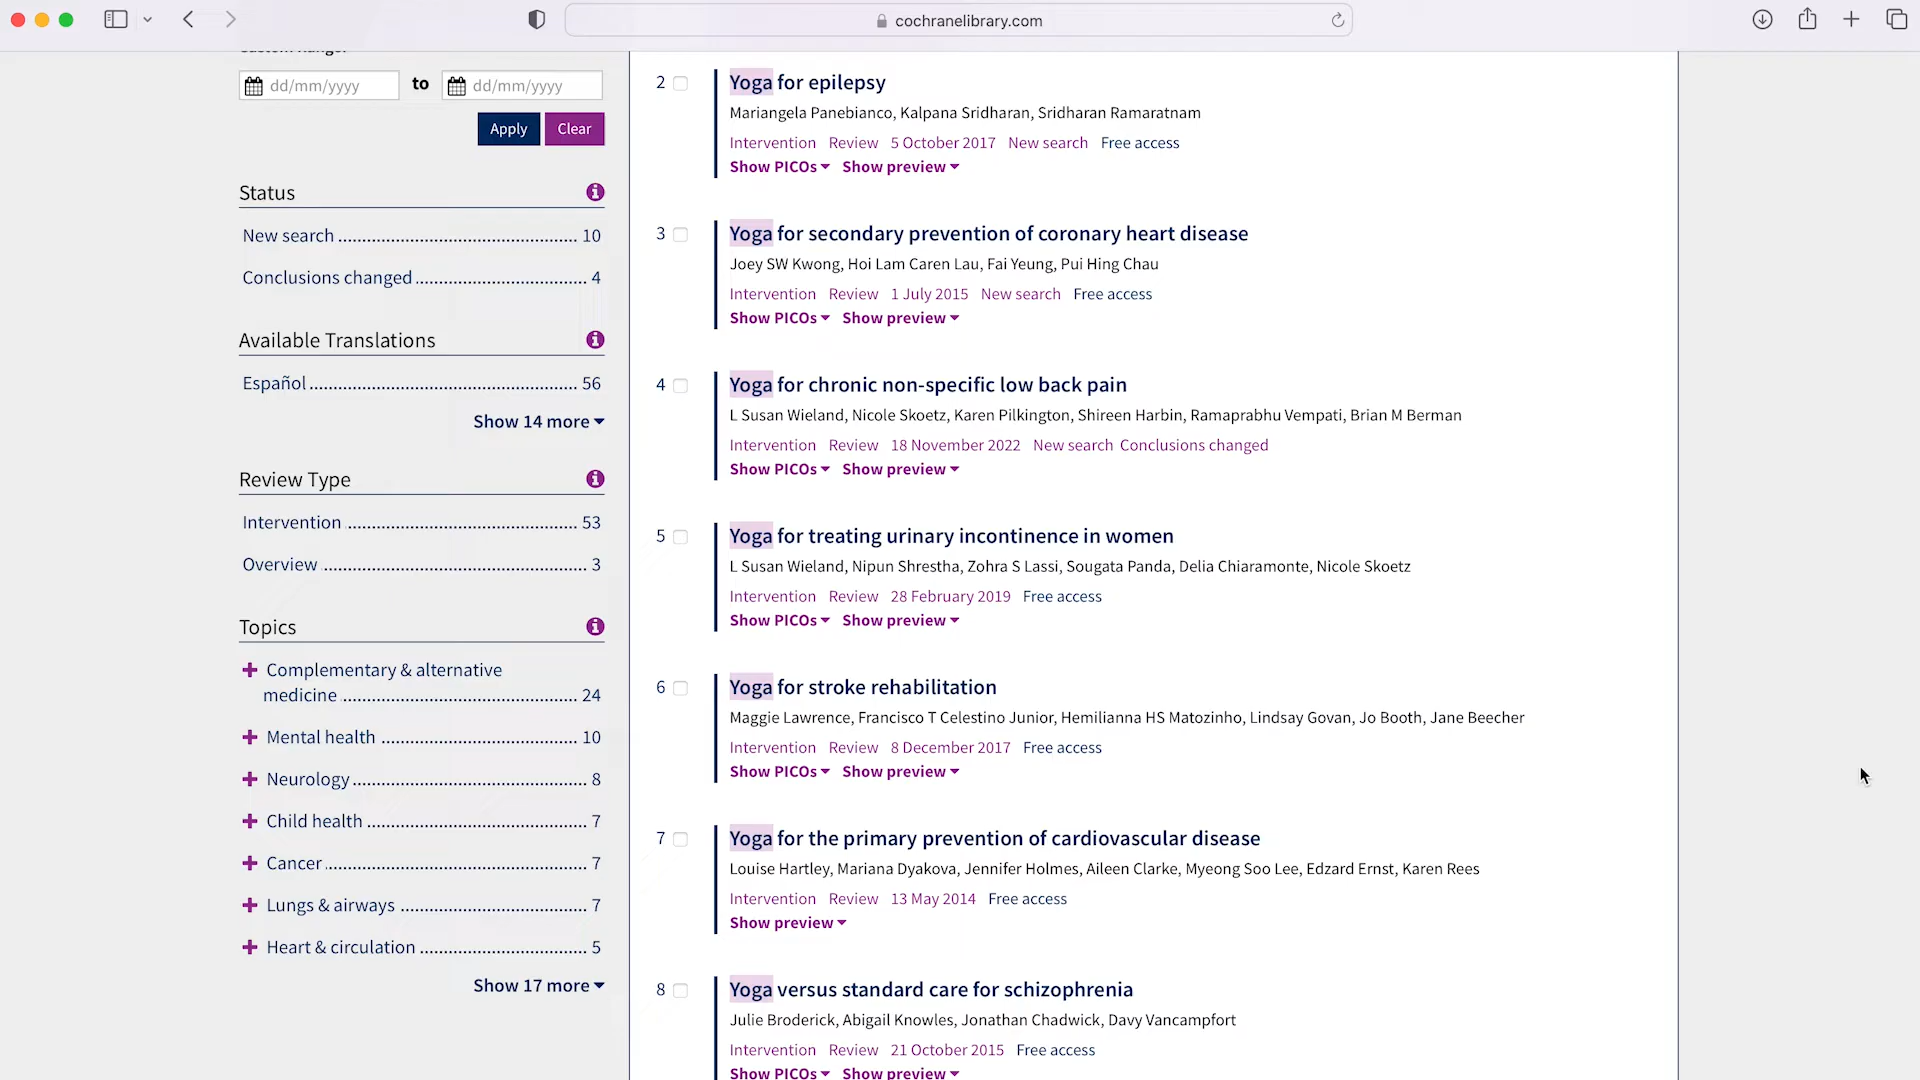 cochranelibrary.com
dd/mm/yyyy to dd/mm/yyyy
Apply Clear
Status
New search 10
Conclusions changed 4
Available Translations
Español 56
Show 14 more
Review Type
Intervention 53
Overview 3
Topics
Complementary & alternative
medicine 24
Mental health 10
Neurology 8
Child health 7
Cancer 7
Lungs & airways 7
Heart & circulation 5
Show 17 more
2 Yoga for epilepsy
Mariangela Panebianco, Kalpana Sridharan, Sridharan Ramaratnam
Intervention Review 5 October 2017 New search Free access
Show PICOs Show preview
3 Yoga for secondary prevention of coronary heart disease
Joey SW Kwong, Hoi Lam Caren Lau, Fai Yeung, Pui Hing Chau
Intervention Review 1 July 2015 New search Free access
Show PICOs Show preview
4 Yoga for chronic non-specific low back pain
L Susan Wieland, Nicole Skoetz, Karen Pilkington, Shireen Harbin, Ramaprabhu Vempati, Brian M Berman
Intervention Review 18 November 2022 New search Conclusions changed
Show PICOs Show preview
5 Yoga for treating urinary incontinence in women
L Susan Wieland, Nipun Shrestha, Zohra S Lassi, Sougata Panda, Delia Chiaramonte, Nicole Skoetz
Intervention Review 28 February 2019 Free access
Show PICOs Show preview
6 Yoga for stroke rehabilitation
Maggie Lawrence, Francisco T Celestino Junior, Hemilianna HS Matozinho, Lindsay Govan, Jo Booth, Jane Beecher
Intervention Review 8 December 2017 Free access
Show PICOs Show preview
7 Yoga for the primary prevention of cardiovascular disease
Louise Hartley, Mariana Dyakova, Jennifer Holmes, Aileen Clarke, Myeong Soo Lee, Edzard Ernst, Karen Rees
Intervention Review 13 May 2014 Free access
Show preview
8 Yoga versus standard care for schizophrenia
Julie Broderick, Abigail Knowles, Jonathan Chadwick, Davy Vancampfort
Intervention Review 21 October 2015 Free access
Show PICOs Show preview